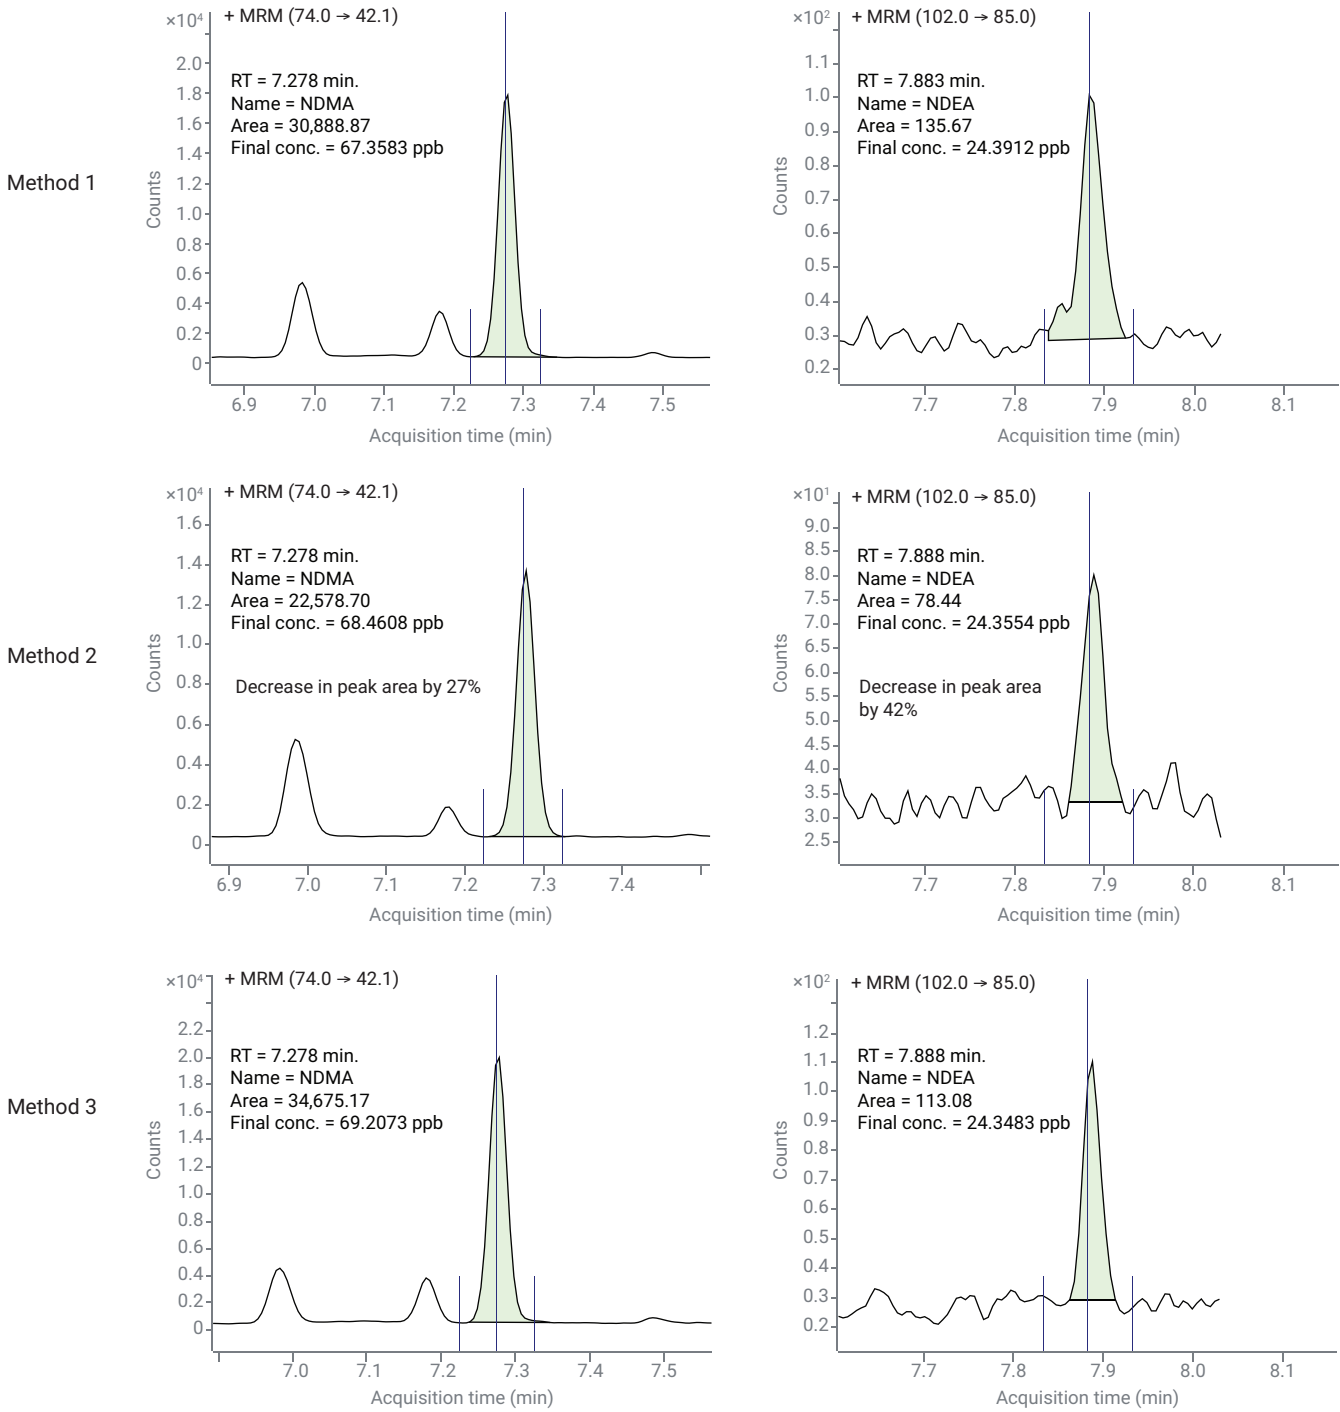 Method 1
×10⁴
+ MRM (74.0 → 42.1)
RT = 7.278 min.
Name = NDMA
Area = 30,888.87
Final conc. = 67.3583 ppb
Counts
2.0
1.8
1.6
1.4
1.2
1.0
0.8
0.6
0.4
0.2
0
6.9 7.0 7.1 7.2 7.3 7.4 7.5
Acquisition time (min)
×10²
+ MRM (102.0 → 85.0)
RT = 7.883 min.
Name = NDEA
Area = 135.67
Final conc. = 24.3912 ppb
Counts
1.1
1.0
0.9
0.8
0.7
0.6
0.5
0.4
0.3
0.2
7.7 7.8 7.9 8.0 8.1
Acquisition time (min)
Method 2
×10⁴
+ MRM (74.0 → 42.1)
RT = 7.278 min.
Name = NDMA
Area = 22,578.70
Final conc. = 68.4608 ppb
Decrease in peak area by 27%
Counts
1.6
1.4
1.2
1.0
0.8
0.6
0.4
0.2
0
6.9 7.0 7.1 7.2 7.3 7.4
Acquisition time (min)
×10¹
+ MRM (102.0 → 85.0)
RT = 7.888 min.
Name = NDEA
Area = 78.44
Final conc. = 24.3554 ppb
Decrease in peak area
by 42%
Counts
9.0
8.5
8.0
7.5
7.0
6.5
6.0
5.5
5.0
4.5
4.0
3.5
3.0
2.5
7.7 7.8 7.9 8.0 8.1
Acquisition time (min)
Method 3
×10⁴
+ MRM (74.0 → 42.1)
RT = 7.278 min.
Name = NDMA
Area = 34,675.17
Final conc. = 69.2073 ppb
Counts
2.2
2.0
1.8
1.6
1.4
1.2
1.0
0.8
0.6
0.4
0.2
0
7.0 7.1 7.2 7.3 7.4 7.5
Acquisition time (min)
×10²
+ MRM (102.0 → 85.0)
RT = 7.888 min.
Name = NDEA
Area = 113.08
Final conc. = 24.3483 ppb
Counts
1.2
1.1
1.0
0.9
0.8
0.7
0.6
0.5
0.4
0.3
0.2
7.7 7.8 7.9 8.0 8.1
Acquisition time (min)